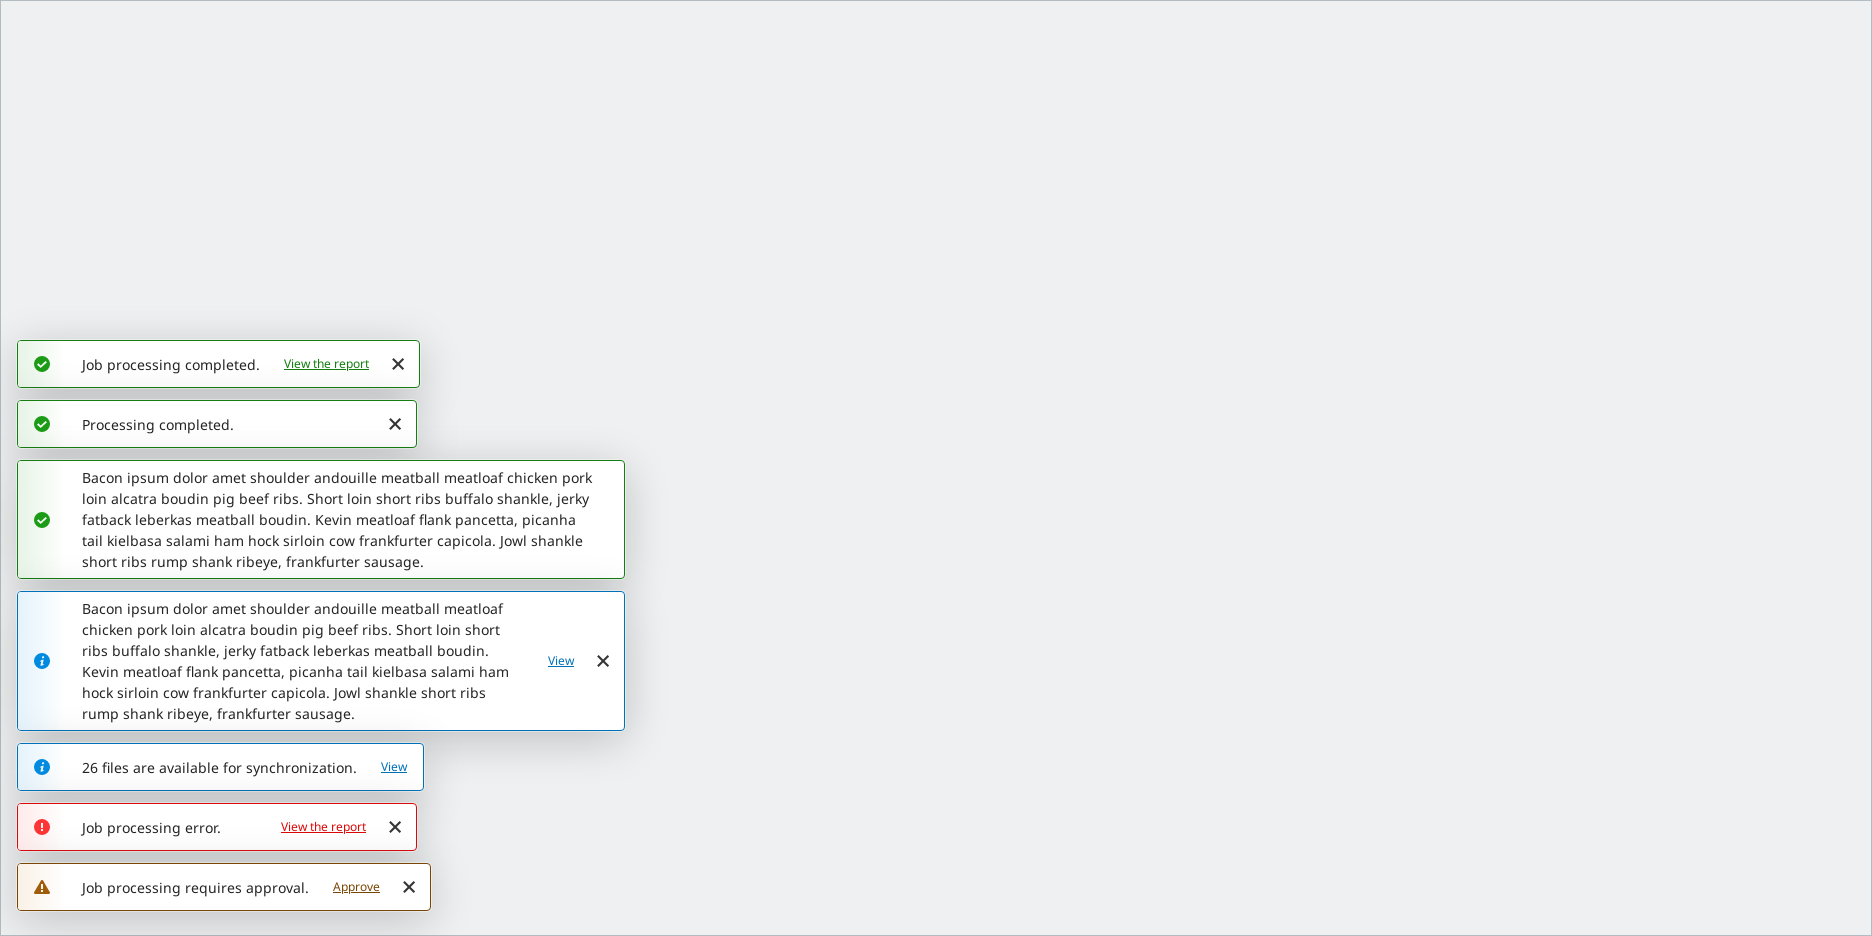 Job processing completed. View the report
Processing completed.
Bacon ipsum dolor amet shoulder andouille meatball meatloaf chicken pork
loin alcatra boudin pig beef ribs. Short loin short ribs buffalo shankle, jerky
fatback leberkas meatball boudin. Kevin meatloaf flank pancetta, picanha
tail kielbasa salami ham hock sirloin cow frankfurter capicola. Jowl shankle
short ribs rump shank ribeye, frankfurter sausage.
Bacon ipsum dolor amet shoulder andouille meatball meatloaf
chicken pork loin alcatra boudin pig beef ribs. Short loin short
ribs buffalo shankle, jerky fatback leberkas meatball boudin.
Kevin meatloaf flank pancetta, picanha tail kielbasa salami ham
hock sirloin cow frankfurter capicola. Jowl shankle short ribs
rump shank ribeye, frankfurter sausage.
View
26 files are available for synchronization. View
Job processing error. View the report
Job processing requires approval. Approve